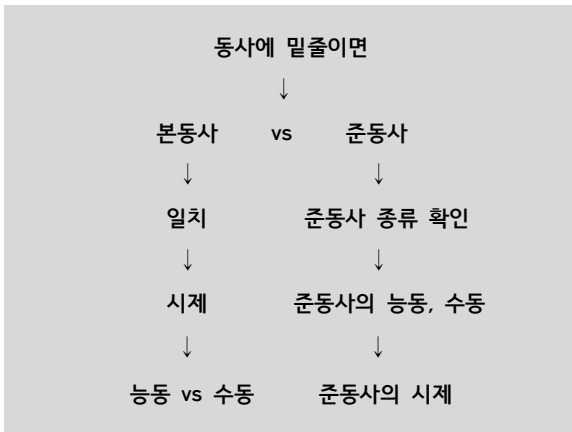 동사에 밑줄이면
↓
본동사 vs 준동사
↓ ↓
일치 준동사 종류 확인
↓ ↓
시제 준동사의 능동, 수동
↓ ↓
능동 vs 수동 준동사의 시제